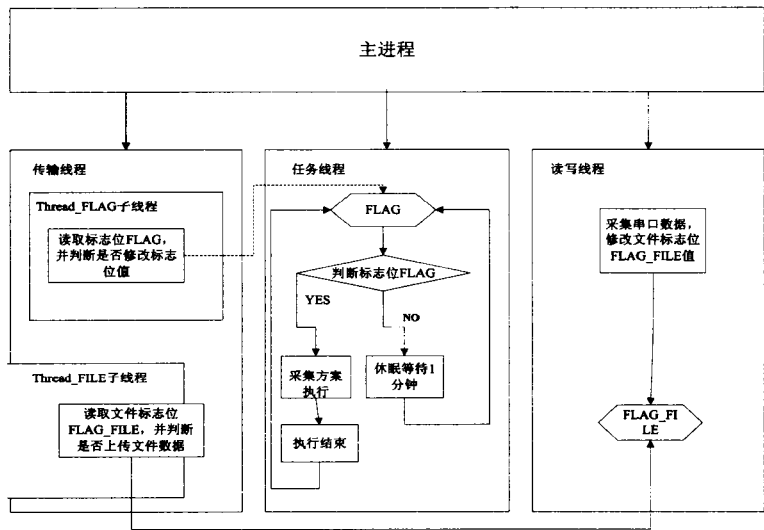 主进程
传输线程
Thread_FLAG子线程
读取标志位FLAG,
并判断是否修改标志
位值
Thread_FILE子线程
读取文件标志位
FLAG_FILE，并判断
是否上传文件数据
任务线程
FLAG
判断标志位FLAG
YES
NO
采集方案
执行
休眠等待1
分钟
执行结束
读写线程
采集串口数据，
修改文件标志位
FLAG_FILE值
FLAG_FI
LE